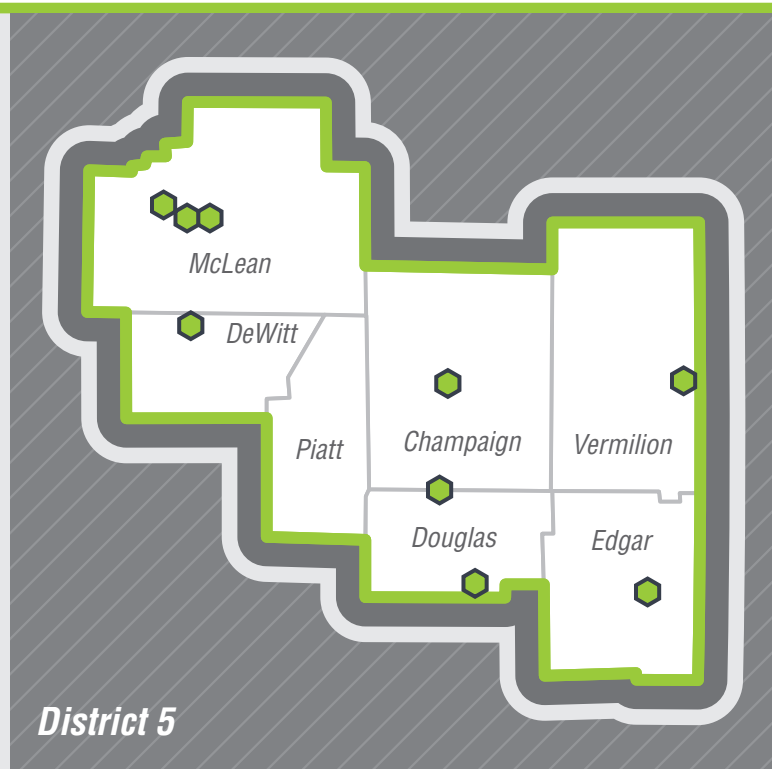 McLean
DeWitt
Piatt
Champaign
Vermilion
Douglas
Edgar
District 5